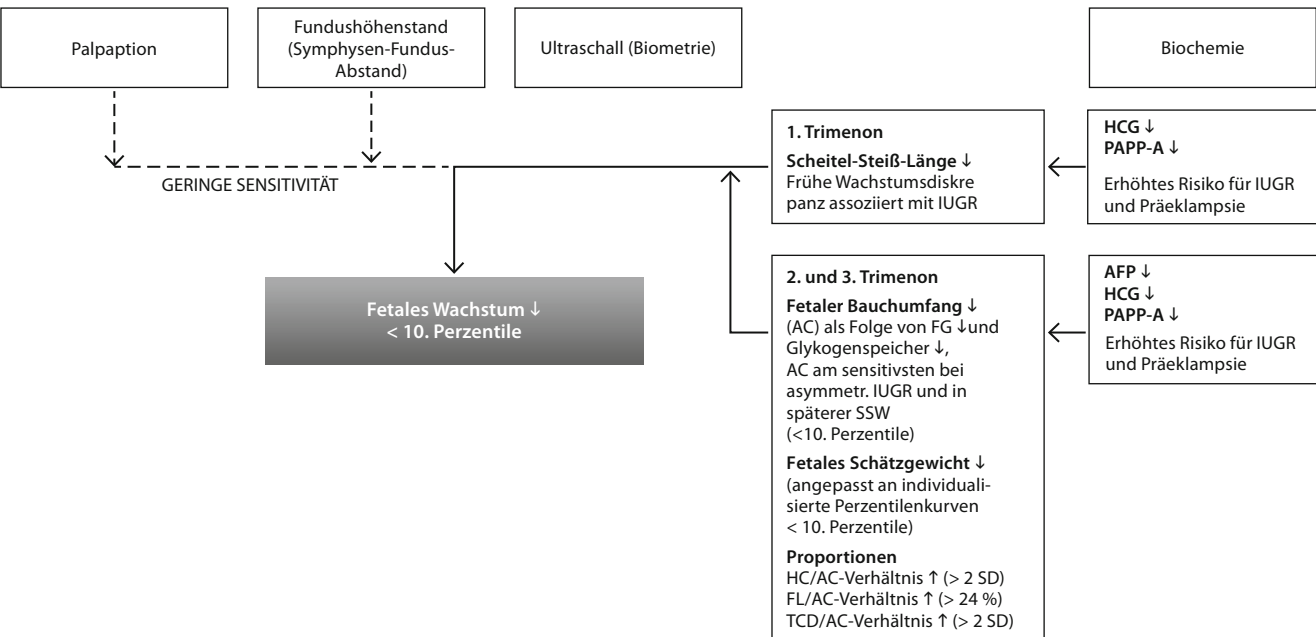 Palpaption
Fundushöhenstand
(Symphysen-Fundus-
Abstand)
Ultraschall (Biometrie)
Biochemie
GERINGE SENSITIVITÄT
Fetales Wachstum ↓
< 10. Perzentile
1. Trimenon
Scheitel-Steiß-Länge ↓
Frühe Wachstumsdiskre
panz assoziiert mit IUGR
HCG ↓
PAPP-A ↓
Erhöhtes Risiko für IUGR
und Präeklampsie
2. und 3. Trimenon
Fetaler Bauchumfang ↓
(AC) als Folge von FG ↓und
Glykogenspeicher ↓,
AC am sensitivsten bei
asymmetr. IUGR und in
späterer SSW
(<10. Perzentile)
Fetales Schätzgewicht ↓
(angepasst an individuali-
sierte Perzentilenkurven
< 10. Perzentile)
Proportionen
HC/AC-Verhältnis ↑ (> 2 SD)
FL/AC-Verhältnis ↑ (> 24 %)
TCD/AC-Verhältnis ↑ (> 2 SD)
AFP ↓
HCG ↓
PAPP-A ↓
Erhöhtes Risiko für IUGR
und Präeklampsie